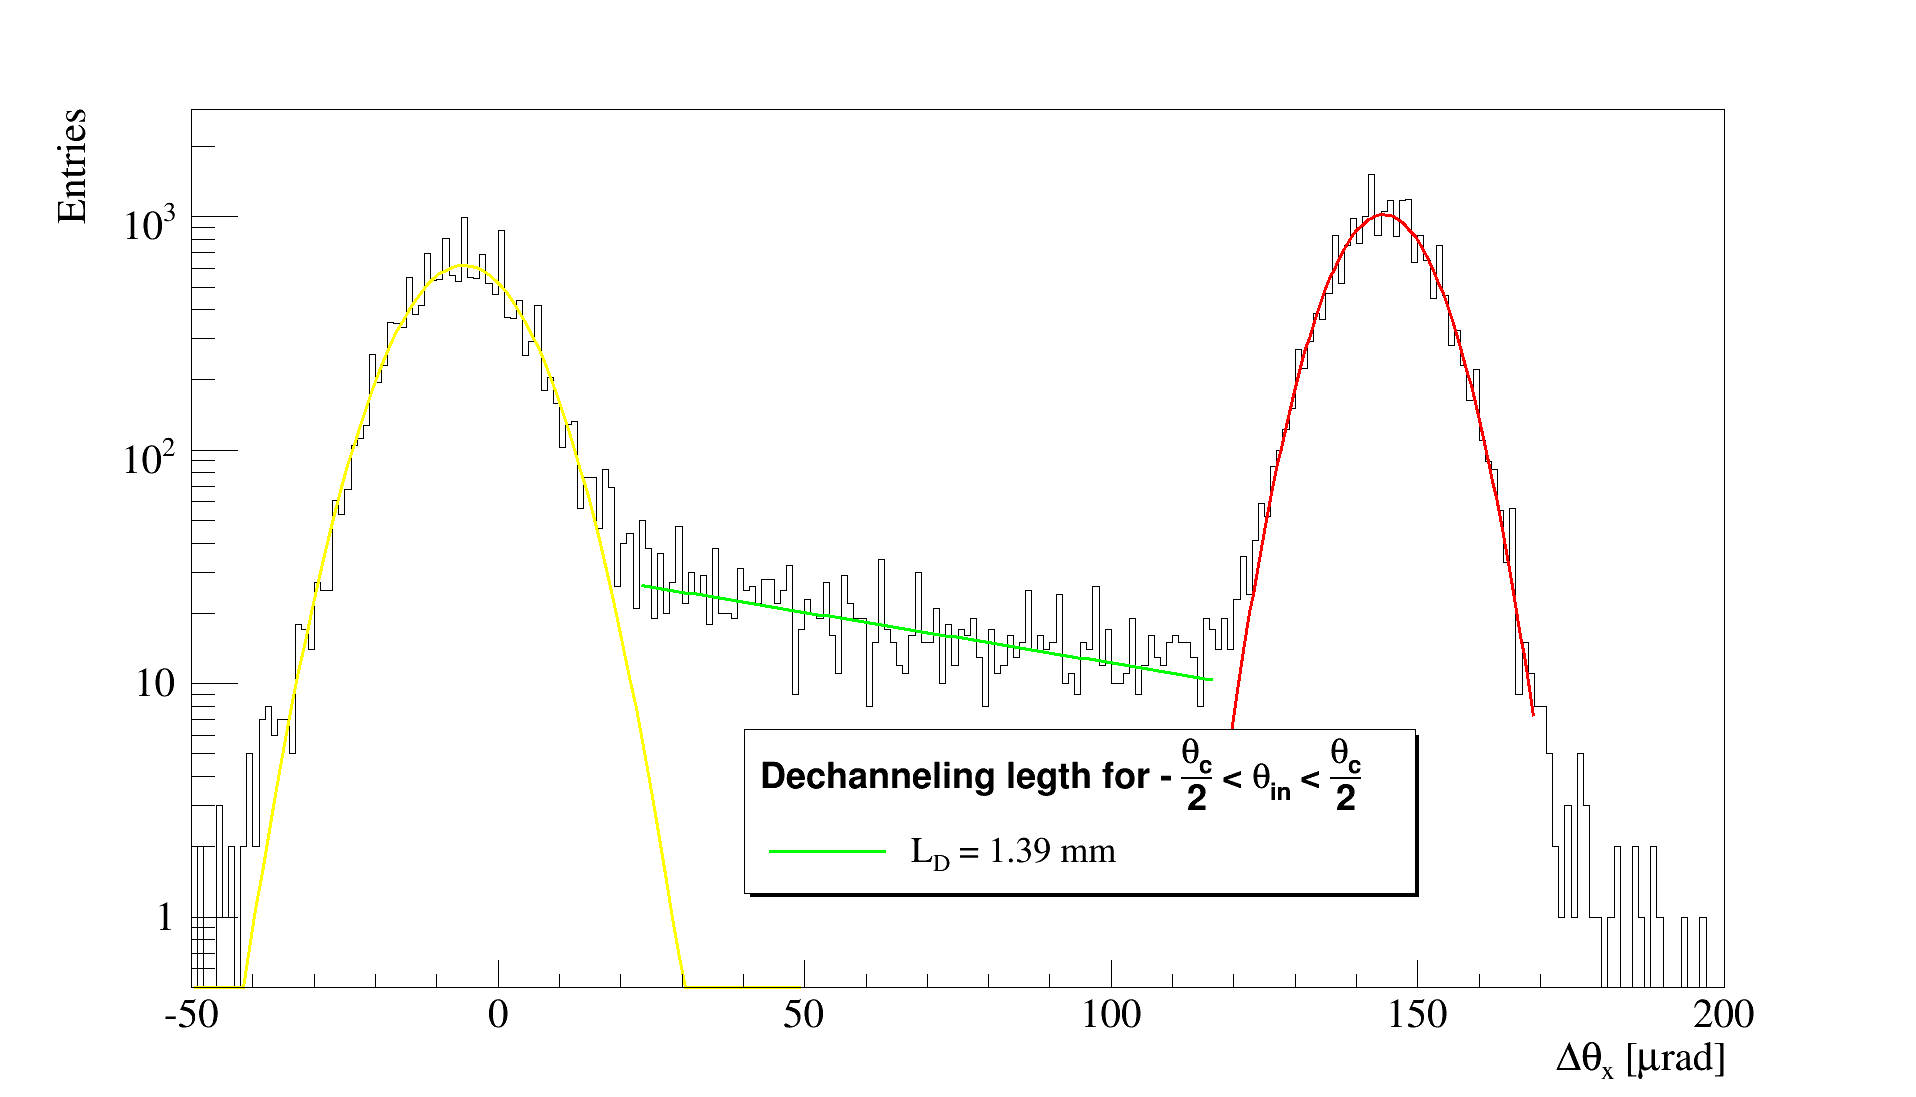 Entries
10³
10²
10
1
-50 0 50 100 150 200
Δθx [μrad]
Dechanneling legth for - θc/2 < θin < θc/2
LD = 1.39 mm